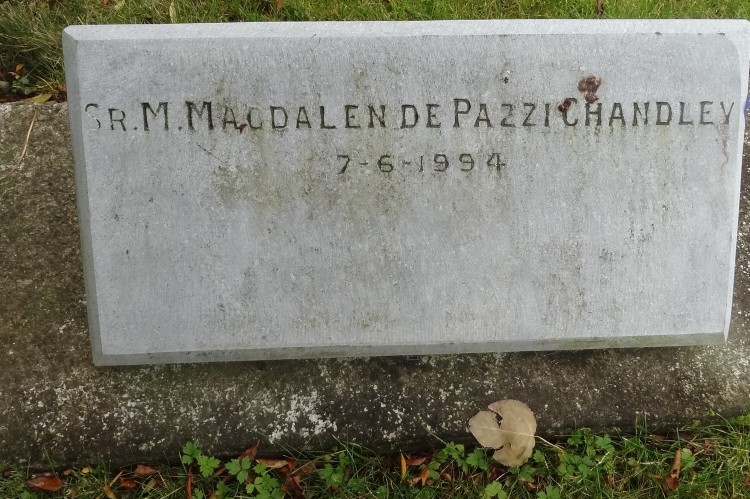 SR. M. MAGDALEN DE PAZZI CHANDLEY
7-6-1994